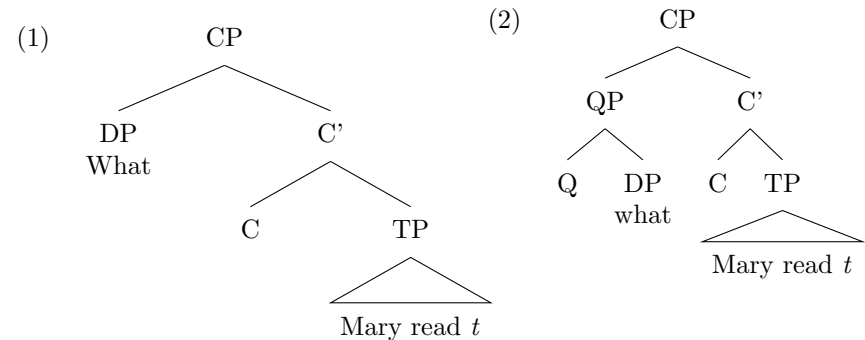 (1)
CP
DP
What
C'
C
TP
Mary read t
(2)
CP
QP
C'
Q
DP
what
C
TP
Mary read t